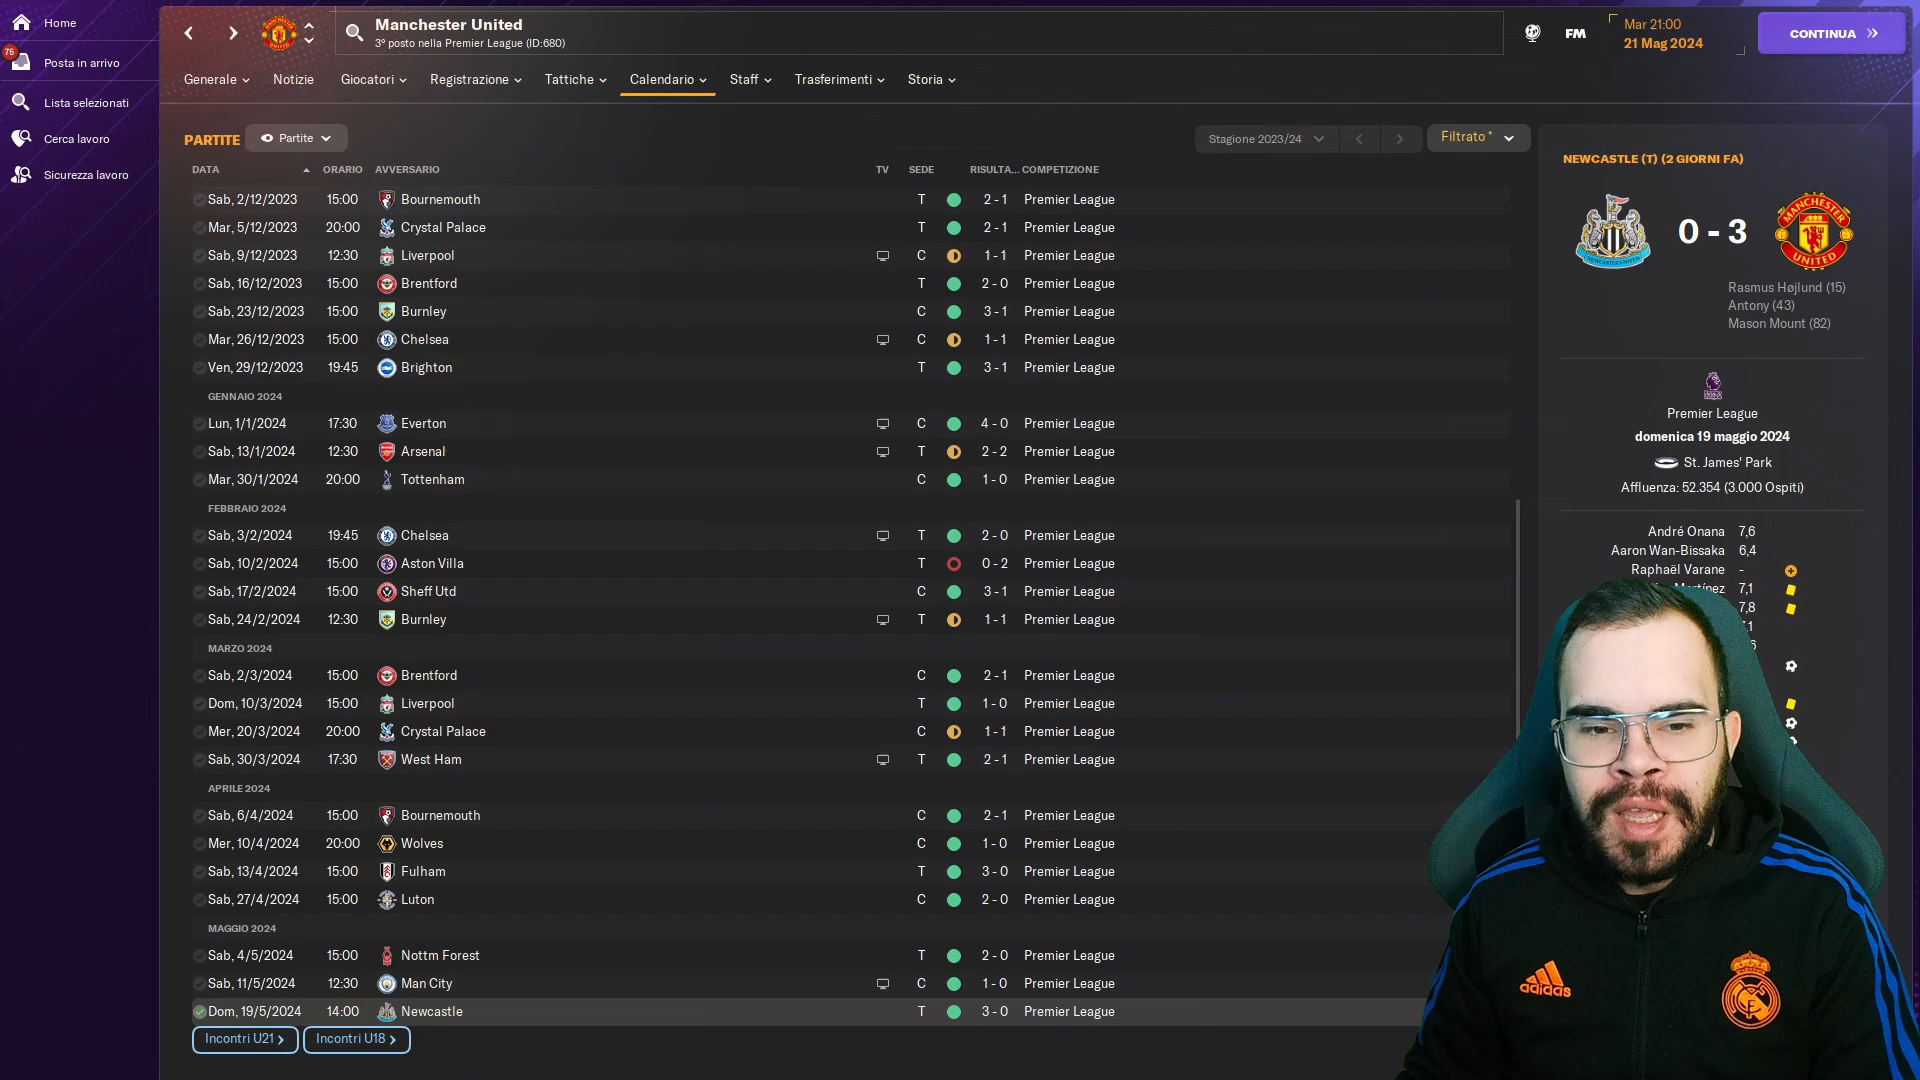 Home
75
Posta in arrivo
Lista selezionati
Cerca lavoro
Sicurezza lavoro
Manchester United
3° posto nella Premier League (ID:680)
FM
Mar 21:00
21 Mag 2024
CONTINUA
Generale Notizie Giocatori Registrazione Tattiche Calendario Staff Trasferimenti Storia
PARTITE Partite Stagione 2023/24 Filtrato*
DATA ORARIO AVVERSARIO TV SEDE RISULTA... COMPETIZIONE
Sab, 2/12/2023 15:00 Bournemouth T 2 - 1 Premier League
Mar, 5/12/2023 20:00 Crystal Palace T 2 - 1 Premier League
Sab, 9/12/2023 12:30 Liverpool C 1 - 1 Premier League
Sab, 16/12/2023 15:00 Brentford T 2 - 0 Premier League
Sab, 23/12/2023 15:00 Burnley C 3 - 1 Premier League
Mar, 26/12/2023 15:00 Chelsea C 1 - 1 Premier League
Ven, 29/12/2023 19:45 Brighton T 3 - 1 Premier League
GENNAIO 2024
Lun, 1/1/2024 17:30 Everton C 4 - 0 Premier League
Sab, 13/1/2024 12:30 Arsenal T 2 - 2 Premier League
Mar, 30/1/2024 20:00 Tottenham C 1 - 0 Premier League
FEBBRAIO 2024
Sab, 3/2/2024 19:45 Chelsea T 2 - 0 Premier League
Sab, 10/2/2024 15:00 Aston Villa T 0 - 2 Premier League
Sab, 17/2/2024 15:00 Sheff Utd C 3 - 1 Premier League
Sab, 24/2/2024 12:30 Burnley T 1 - 1 Premier League
MARZO 2024
Sab, 2/3/2024 15:00 Brentford C 2 - 1 Premier League
Dom, 10/3/2024 15:00 Liverpool T 1 - 0 Premier League
Mer, 20/3/2024 20:00 Crystal Palace C 1 - 1 Premier League
Sab, 30/3/2024 17:30 West Ham T 2 - 1 Premier League
APRILE 2024
Sab, 6/4/2024 15:00 Bournemouth C 2 - 1 Premier League
Mer, 10/4/2024 20:00 Wolves C 1 - 0 Premier League
Sab, 13/4/2024 15:00 Fulham T 3 - 0 Premier League
Sab, 27/4/2024 15:00 Luton C 2 - 0 Premier League
MAGGIO 2024
Sab, 4/5/2024 15:00 Nottm Forest T 2 - 0 Premier League
Sab, 11/5/2024 12:30 Man City C 1 - 0 Premier League
Dom, 19/5/2024 14:00 Newcastle T 3 - 0 Premier League
Incontri U21 Incontri U18
NEWCASTLE (T) (2 GIORNI FA)
0 - 3
MANCHESTER
UNITED
Rasmus Højlund (15)
Antony (43)
Mason Mount (82)
Premier League
domenica 19 maggio 2024
St. James' Park
Affluenza: 52.354 (3.000 Ospiti)
André Onana 7,6
Aaron Wan-Bissaka 6,4
Raphaël Varane -
7,1
7,8
adidas